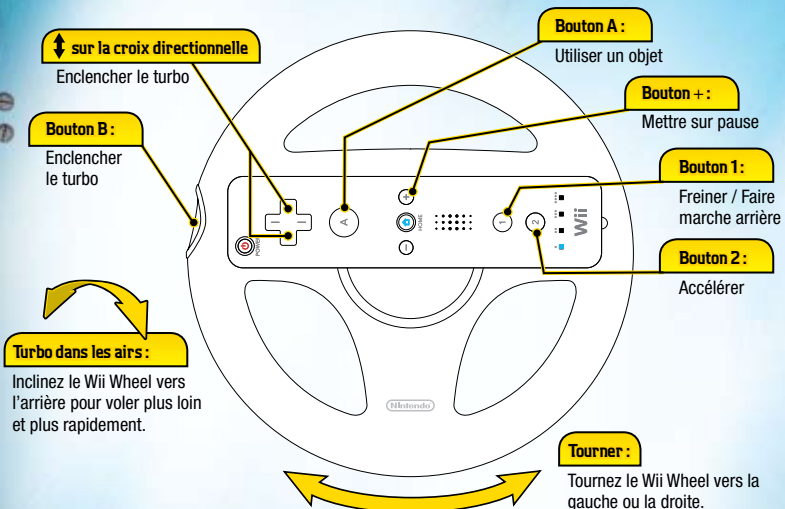 ↕ sur la croix directionnelle
Enclencher le turbo
Bouton B :
Enclencher
le turbo
Bouton A :
Utiliser un objet
Bouton + :
Mettre sur pause
Bouton 1 :
Freiner / Faire
marche arrière
Bouton 2 :
Accélérer
POWER
A
+
HOME
−
1
2
Wii
Nintendo
Turbo dans les airs :
Inclinez le Wii Wheel vers
l’arrière pour voler plus loin
et plus rapidement.
Tourner :
Tournez le Wii Wheel vers la
gauche ou la droite.